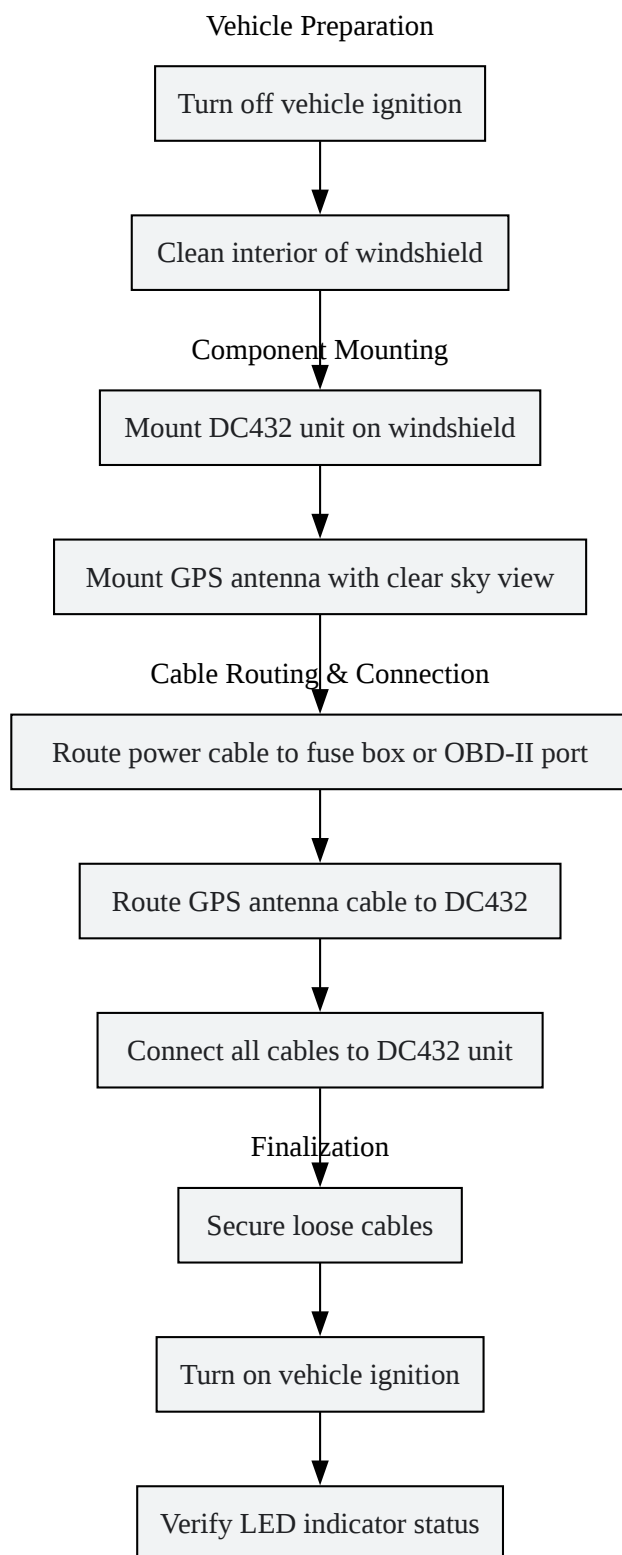 Vehicle Preparation
Turn off vehicle ignition
Clean interior of windshield
Component Mounting
Mount DC432 unit on windshield
Mount GPS antenna with clear sky view
Cable Routing & Connection
Route power cable to fuse box or OBD-II port
Route GPS antenna cable to DC432
Connect all cables to DC432 unit
Finalization
Secure loose cables
Turn on vehicle ignition
Verify LED indicator status